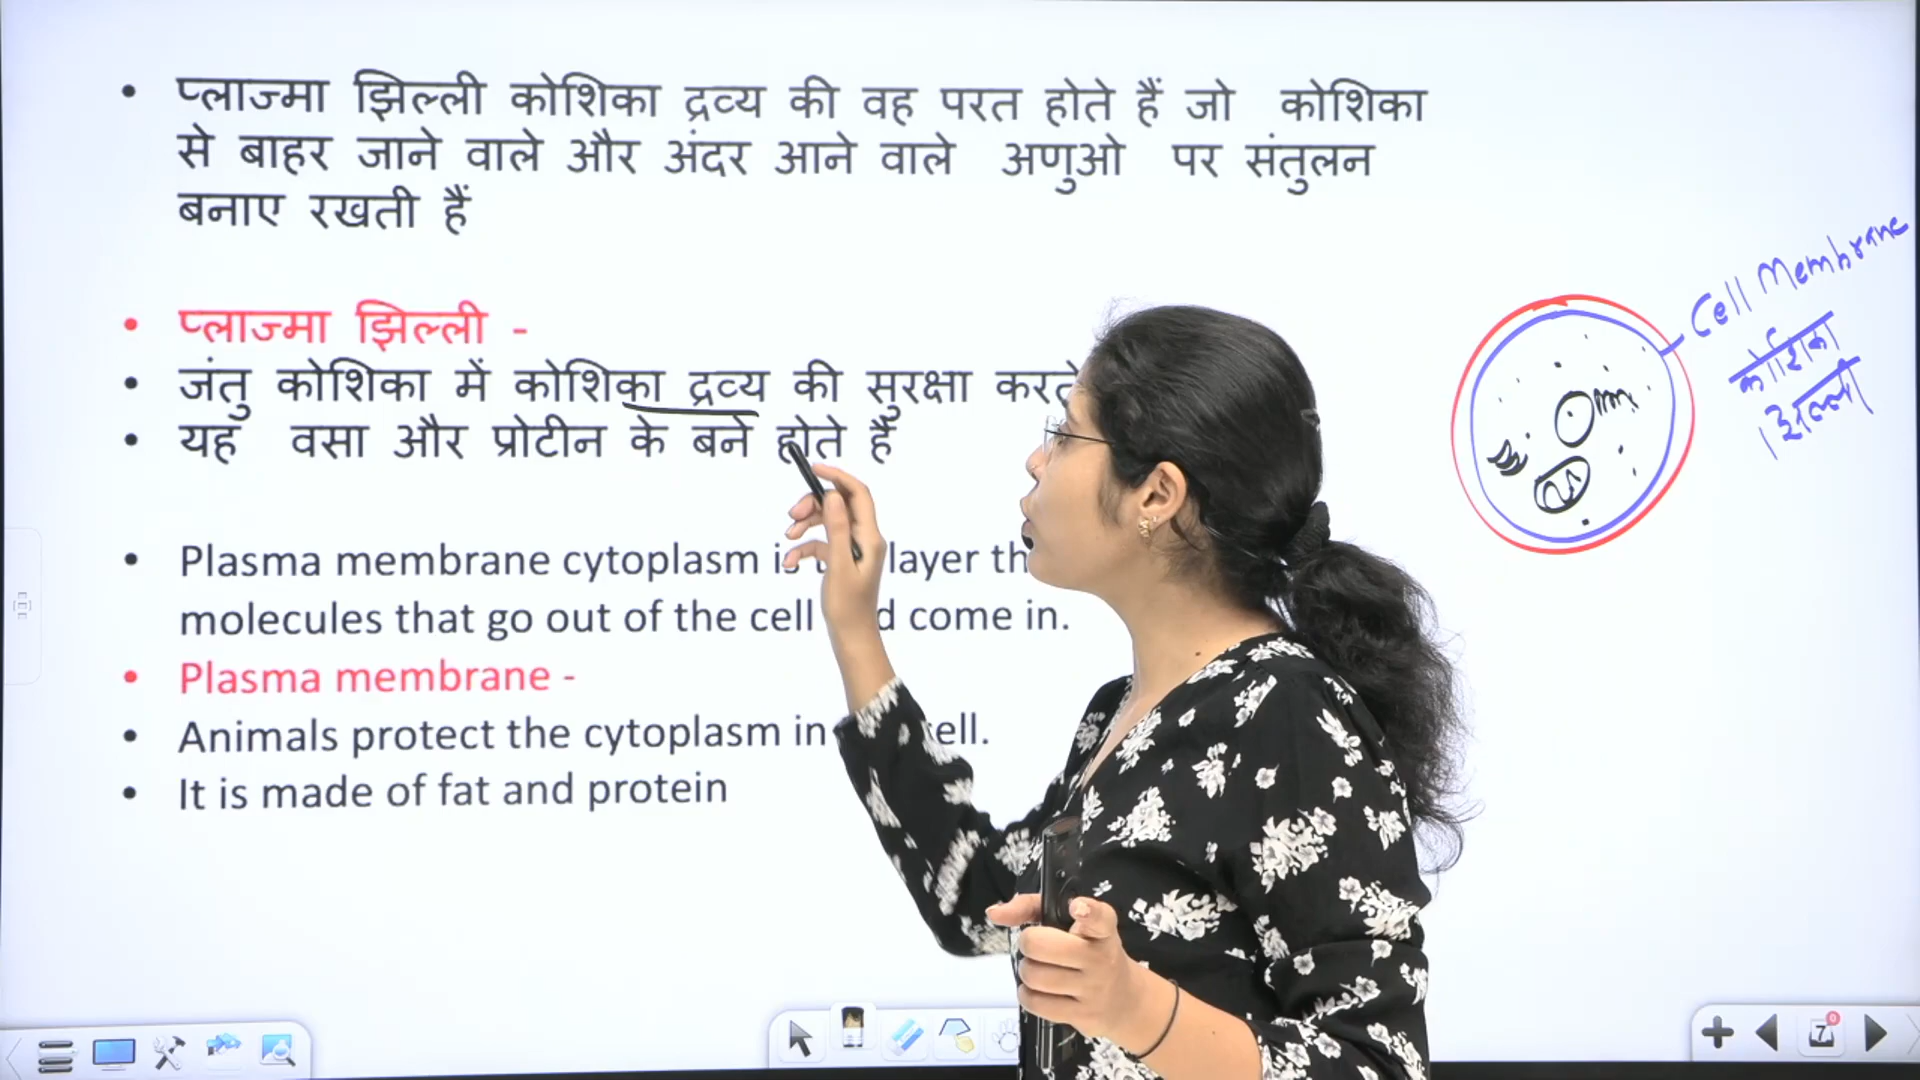 • प्लाज्मा झिल्ली कोशिका द्रव्य की वह परत होते हैं जो कोशिका
से बाहर जाने वाले और अंदर आने वाले अणुओ पर संतुलन
बनाए रखती हैं
• प्लाज्मा झिल्ली -
• जंतु कोशिका में कोशिका द्रव्य की सुरक्षा करते
• यह वसा और प्रोटीन के बने होते हैं
• Plasma membrane cytoplasm is layer
molecules that go out of the cell come in.
• Plasma membrane -
• Animals protect the cytoplasm in cell.
• It is made of fat and protein
Cell Membrane
कोशिका
झिल्ली
7